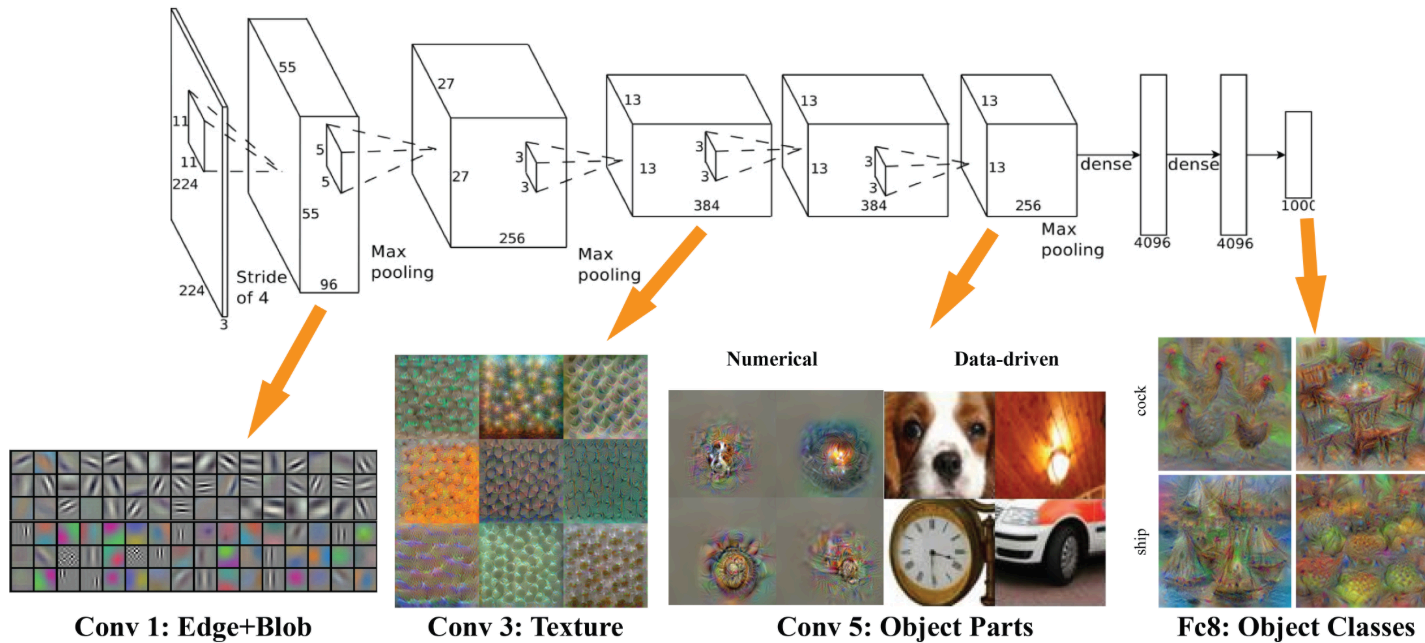 11
11
224
224
3
Stride
of 4
55
55
5
5
96
Max
pooling
27
27
3
3
256
Max
pooling
13
13
3
3
384
13
13
3
3
384
13
13
256
Max
pooling
dense
4096
dense
4096
1000
Numerical
Data-driven
cock
ship
Conv 1: Edge+Blob
Conv 3: Texture
Conv 5: Object Parts
Fc8: Object Classes